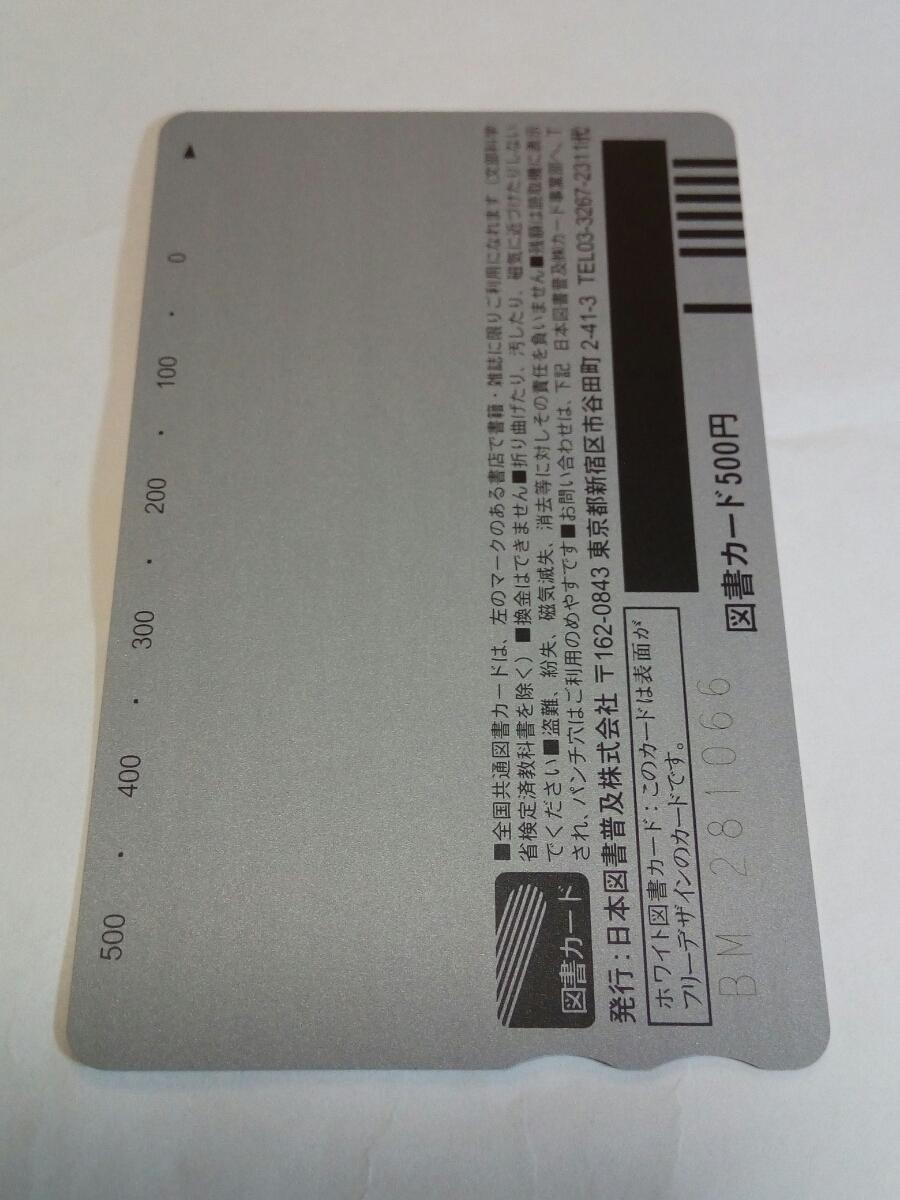 500 ・ 400 ・ 300 ・ 200 ・ 100 ・ 0 ▲
図書カード
■全国共通図書カードは、左のマークのある書店で書籍・雑誌に限りご利用になれます(文部科学
省検定済教科書を除く)■換金はできません■折り曲げたり、汚したり、磁気に近づけたりしない
でください■盗難、紛失、磁気滅失、消去等に対しその責任を負いません■残額は読取機に表示
され、パンチ穴はご利用のめやすです■お問い合わせは、下記 日本図書普及㈱カード事業部へ、T
発行:日本図書普及株式会社 〒162-0843 東京都新宿区市谷田町 2-41-3 TEL03-3267-2311代
ホワイト図書カード:このカードは表面が
フリーデザインのカードです。
BM 281066
図書カード500円